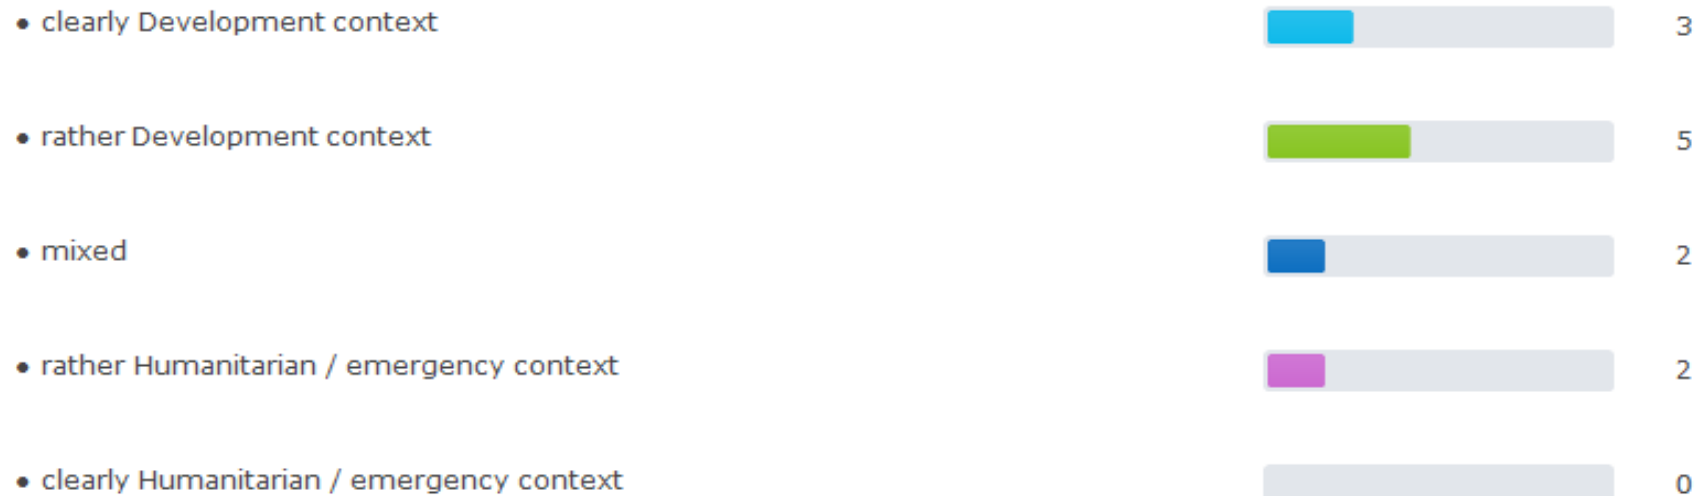 • clearly Development context 3
• rather Development context 5
• mixed 2
• rather Humanitarian / emergency context 2
• clearly Humanitarian / emergency context 0